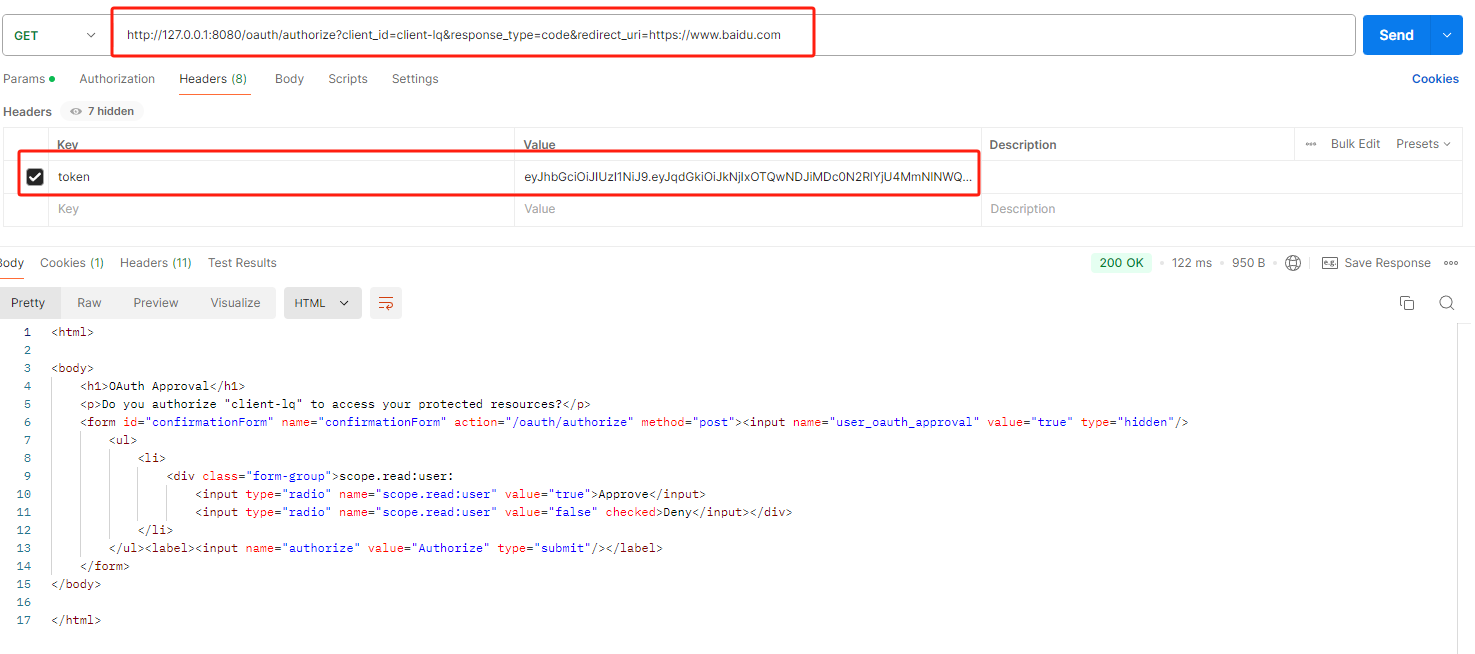 GET http://127.0.0.1:8080/oauth/authorize?client_id=client-lq&response_type=code&redirect_uri=https://www.baidu.com Send
Params Authorization Headers (8) Body Scripts Settings Cookies
Headers 7 hidden
Key Value Description ••• Bulk Edit Presets
token eyJhbGciOiJIUzI1NiJ9.eyJqdGkiOiJkNjIxOTQwNDJiMDc0N2RlYjU4MmNlNWQ...
Key Value Description
Body Cookies (1) Headers (11) Test Results 200 OK • 122 ms • 950 B • e.g. Save Response
Pretty Raw Preview Visualize HTML
1 <html>
2
3 <body>
4 <h1>OAuth Approval</h1>
5 <p>Do you authorize "client-lq" to access your protected resources?</p>
6 <form id="confirmationForm" name="confirmationForm" action="/oauth/authorize" method="post"><input name="user_oauth_approval" value="true" type="hidden"/>
7 <ul>
8 <li>
9 <div class="form-group">scope.read:user:
10 <input type="radio" name="scope.read:user" value="true">Approve</input>
11 <input type="radio" name="scope.read:user" value="false" checked>Deny</input></div>
12 </li>
13 </ul><label><input name="authorize" value="Authorize" type="submit"/></label>
14 </form>
15 </body>
16
17 </html>